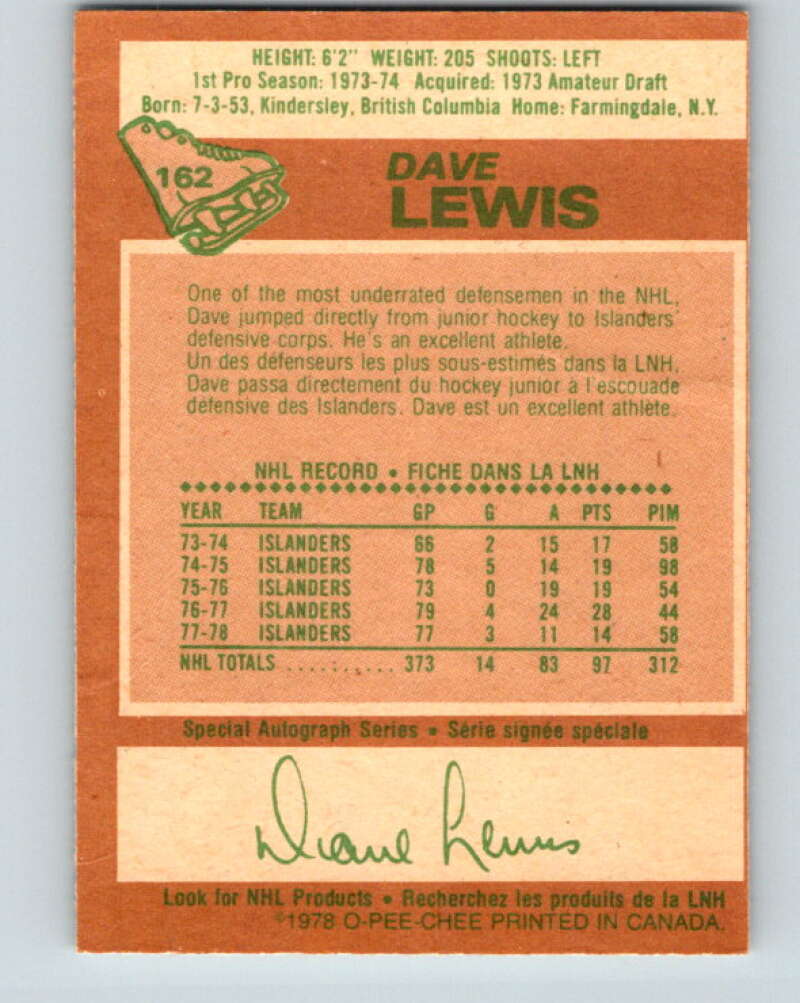 HEIGHT: 6'2" WEIGHT: 205 SHOOTS: LEFT
1st Pro Season: 1973-74 Acquired: 1973 Amateur Draft
Born: 7-3-53, Kindersley, British Columbia Home: Farmingdale, N.Y.
162
DAVE
LEWIS
One of the most underrated defensemen in the NHL,
Dave jumped directly from junior hockey to Islanders'
defensive corps. He's an excellent athlete.
Un des défenseurs les plus sous-estimés dans la LNH,
Dave passa directement du hockey junior à l'escouade
défensive des Islanders. Dave est un excellent athlète.
NHL RECORD • FICHE DANS LA LNH
YEAR TEAM GP G A PTS PIM
73-74 ISLANDERS 66 2 15 17 58
74-75 ISLANDERS 78 5 14 19 98
75-76 ISLANDERS 73 0 19 19 54
76-77 ISLANDERS 79 4 24 28 44
77-78 ISLANDERS 77 3 11 14 58
NHL TOTALS .......... 373 14 83 97 312
Special Autograph Series • Série signée spéciale
Diane Lewis
Look for NHL Products • Recherchez les produits de la LNH
©1978 O-PEE-CHEE PRINTED IN CANADA.